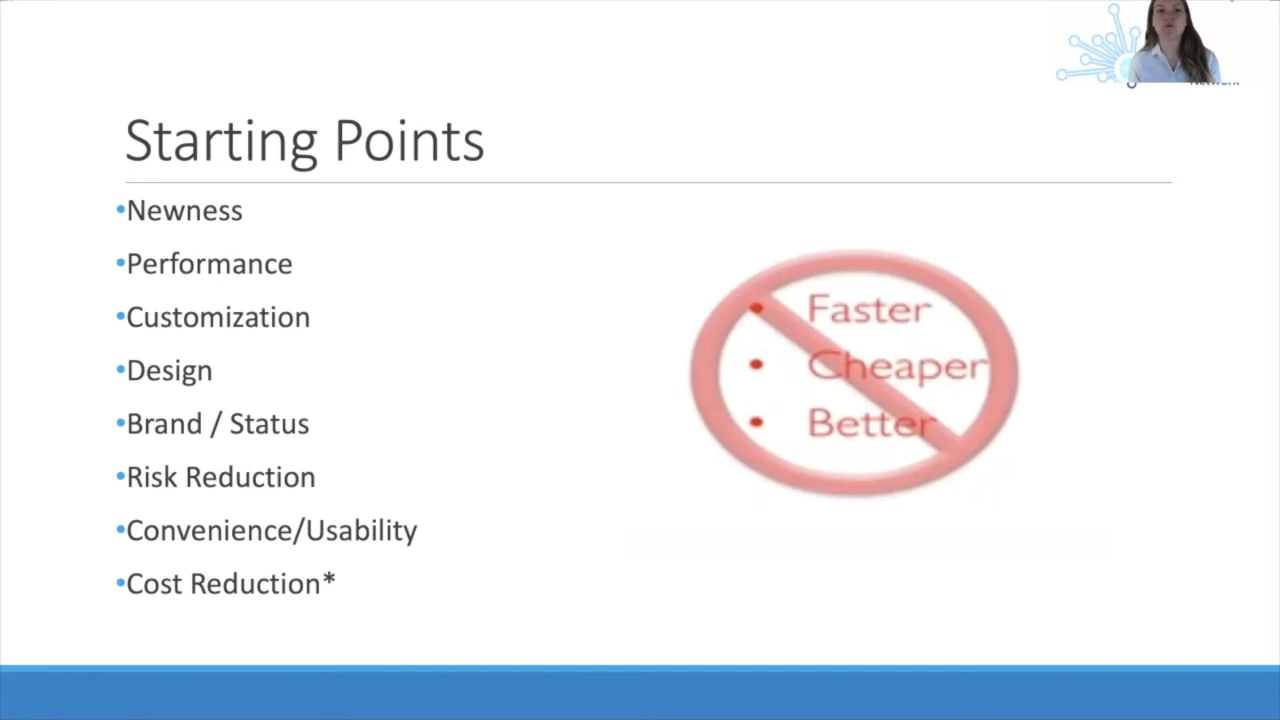 Starting Points
•Newness
•Performance
•Customization
•Design
•Brand / Status
•Risk Reduction
•Convenience/Usability
•Cost Reduction*
• Faster
• Cheaper
• Better